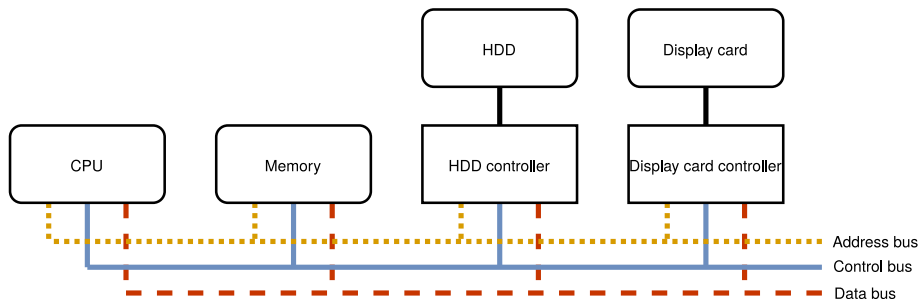 HDD
Display card
CPU
Memory
HDD controller
Display card controller
Address bus
Control bus
Data bus